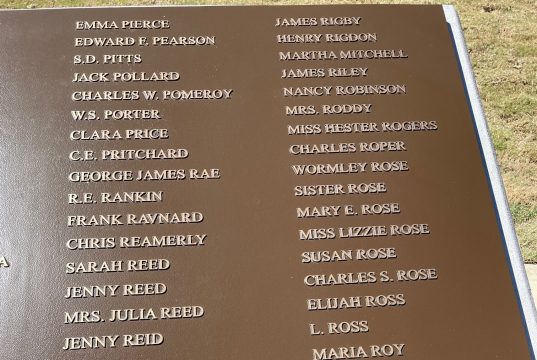 EMMA PIERCE
EDWARD F. PEARSON
S.D. PITTS
JACK POLLARD
CHARLES W. POMEROY
W.S. PORTER
CLARA PRICE
C.E. PRITCHARD
GEORGE JAMES RAE
R.E. RANKIN
FRANK RAVNARD
CHRIS REAMERLY
SARAH REED
JENNY REED
MRS. JULIA REED
JENNY REID
JAMES RIGBY
HENRY RIGDON
MARTHA MITCHELL
JAMES RILEY
NANCY ROBINSON
MRS. RODDY
MISS HESTER ROGERS
CHARLES ROPER
WORMLEY ROSE
SISTER ROSE
MARY E. ROSE
MISS LIZZIE ROSE
SUSAN ROSE
CHARLES S. ROSE
ELIJAH ROSS
L. ROSS
MARIA ROY